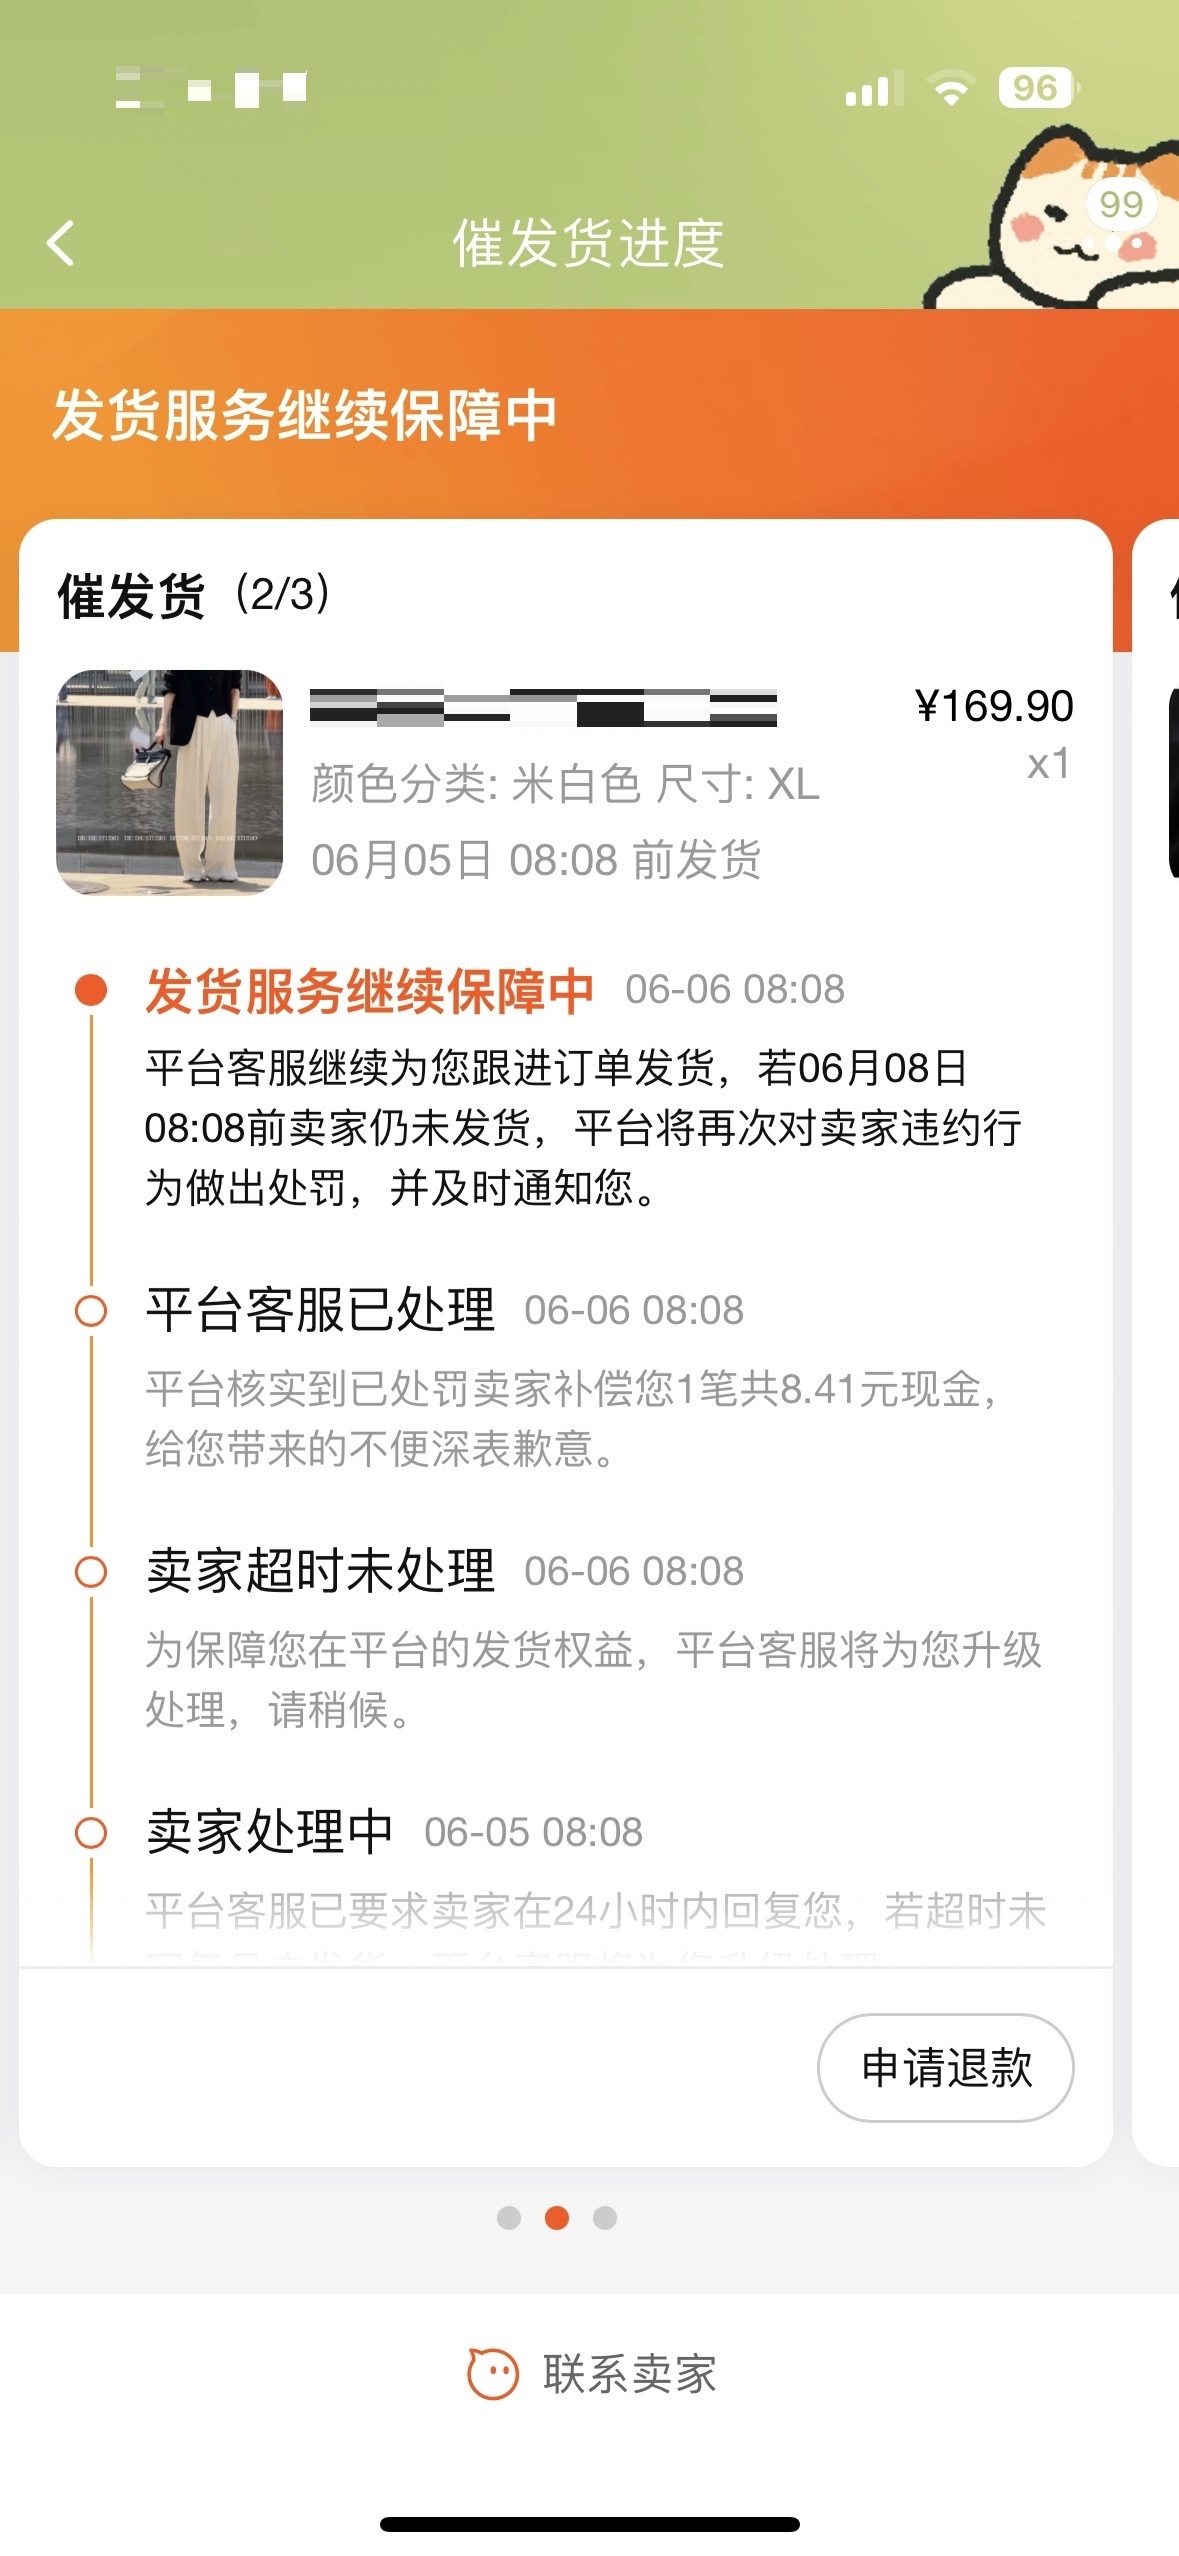 96
99
催发货进度
发货服务继续保障中
催发货（2/3）
¥169.90
x1
颜色分类: 米白色 尺寸: XL
06月05日 08:08 前发货
发货服务继续保障中 06-06 08:08
平台客服继续为您跟进订单发货，若06月08日
08:08前卖家仍未发货，平台将再次对卖家违约行
为做出处罚，并及时通知您。
平台客服已处理 06-06 08:08
平台核实到已处罚卖家补偿您1笔共8.41元现金，
给您带来的不便深表歉意。
卖家超时未处理 06-06 08:08
为保障您在平台的发货权益，平台客服将为您升级
处理，请稍候。
卖家处理中 06-05 08:08
平台客服已要求卖家在24小时内回复您，若超时未
申请退款
联系卖家